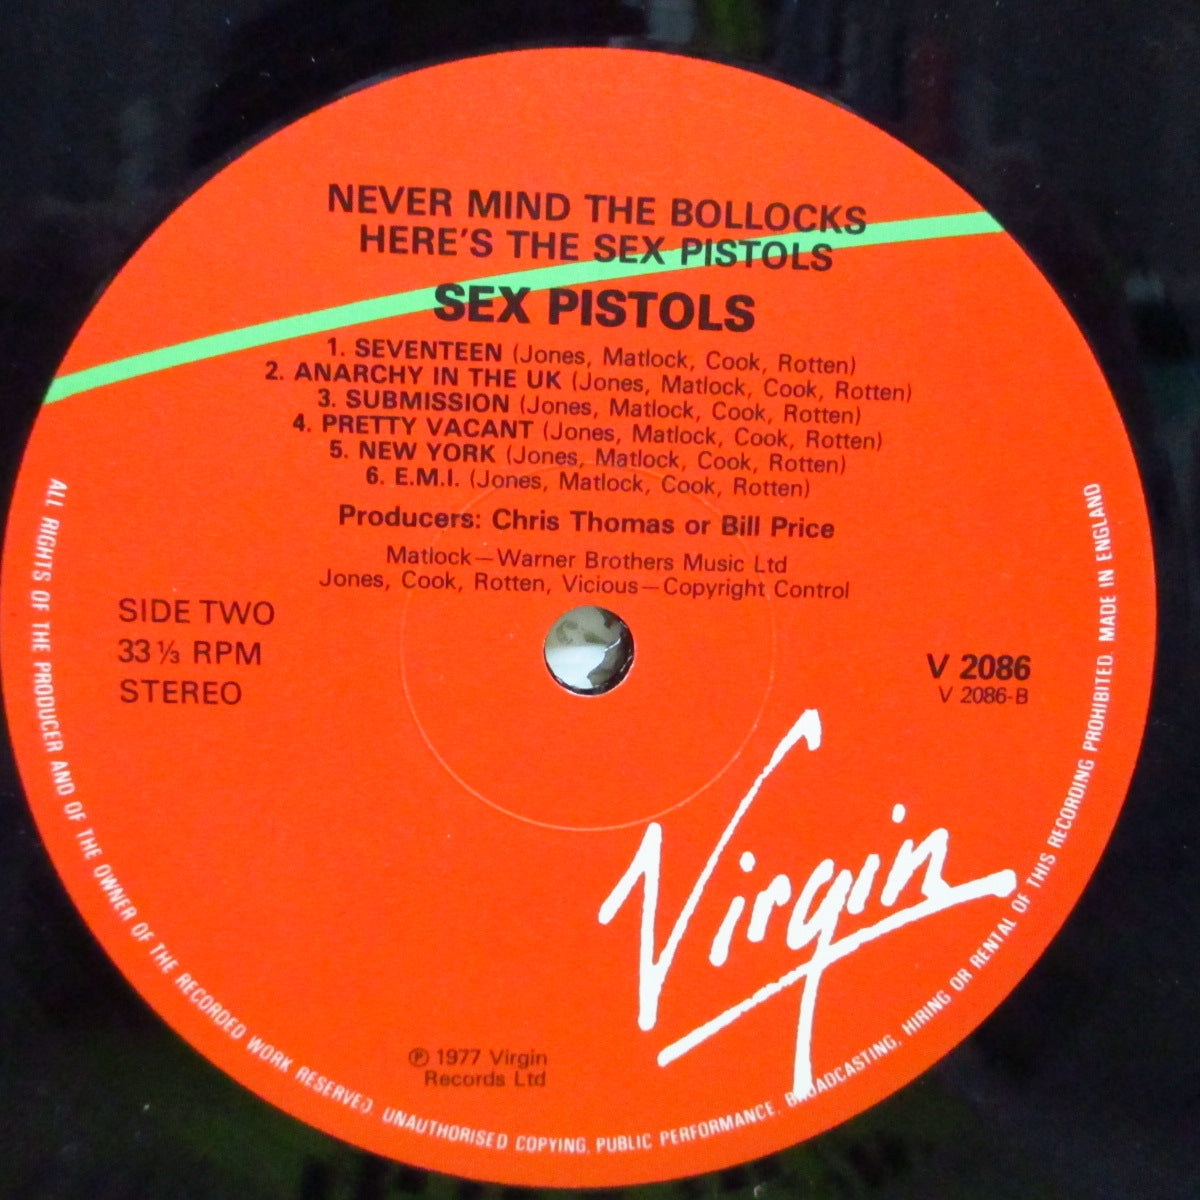 NEVER MIND THE BOLLOCKS
HERE'S THE SEX PISTOLS
SEX PISTOLS
1. SEVENTEEN (Jones, Matlock, Cook, Rotten)
2. ANARCHY IN THE UK (Jones, Matlock, Cook, Rotten)
3. SUBMISSION (Jones, Matlock, Cook, Rotten)
4. PRETTY VACANT (Jones, Matlock, Cook, Rotten)
5. NEW YORK (Jones, Matlock, Cook, Rotten)
6. E.M.I. (Jones, Matlock, Cook, Rotten)
Producers: Chris Thomas or Bill Price
Matlock—Warner Brothers Music Ltd
Jones, Cook, Rotten, Vicious—Copyright Control
SIDE TWO
33 ⅓ RPM
STEREO
V 2086
V 2086-B
Virgin
℗ 1977 Virgin
Records Ltd
ALL RIGHTS OF THE PRODUCER AND OF THE OWNER OF THE RECORDED WORK RESERVED. UNAUTHORISED COPYING, PUBLIC PERFORMANCE, BROADCASTING, HIRING OR RENTAL OF THIS RECORDING PROHIBITED. MADE IN ENGLAND